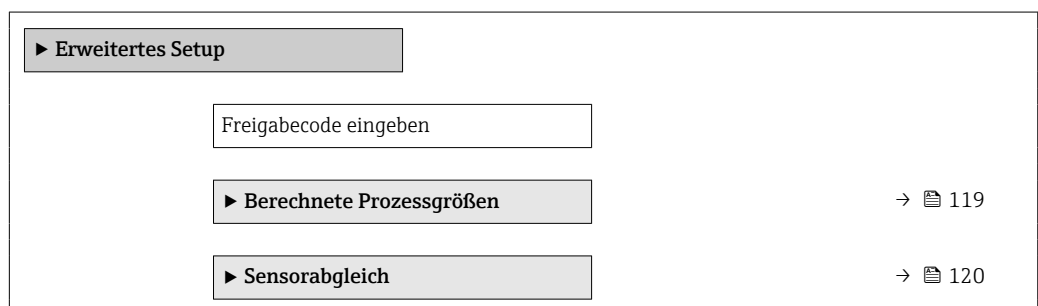 ▶ Erweitertes Setup
Freigabecode eingeben
▶ Berechnete Prozessgrößen → 119
▶ Sensorabgleich → 120